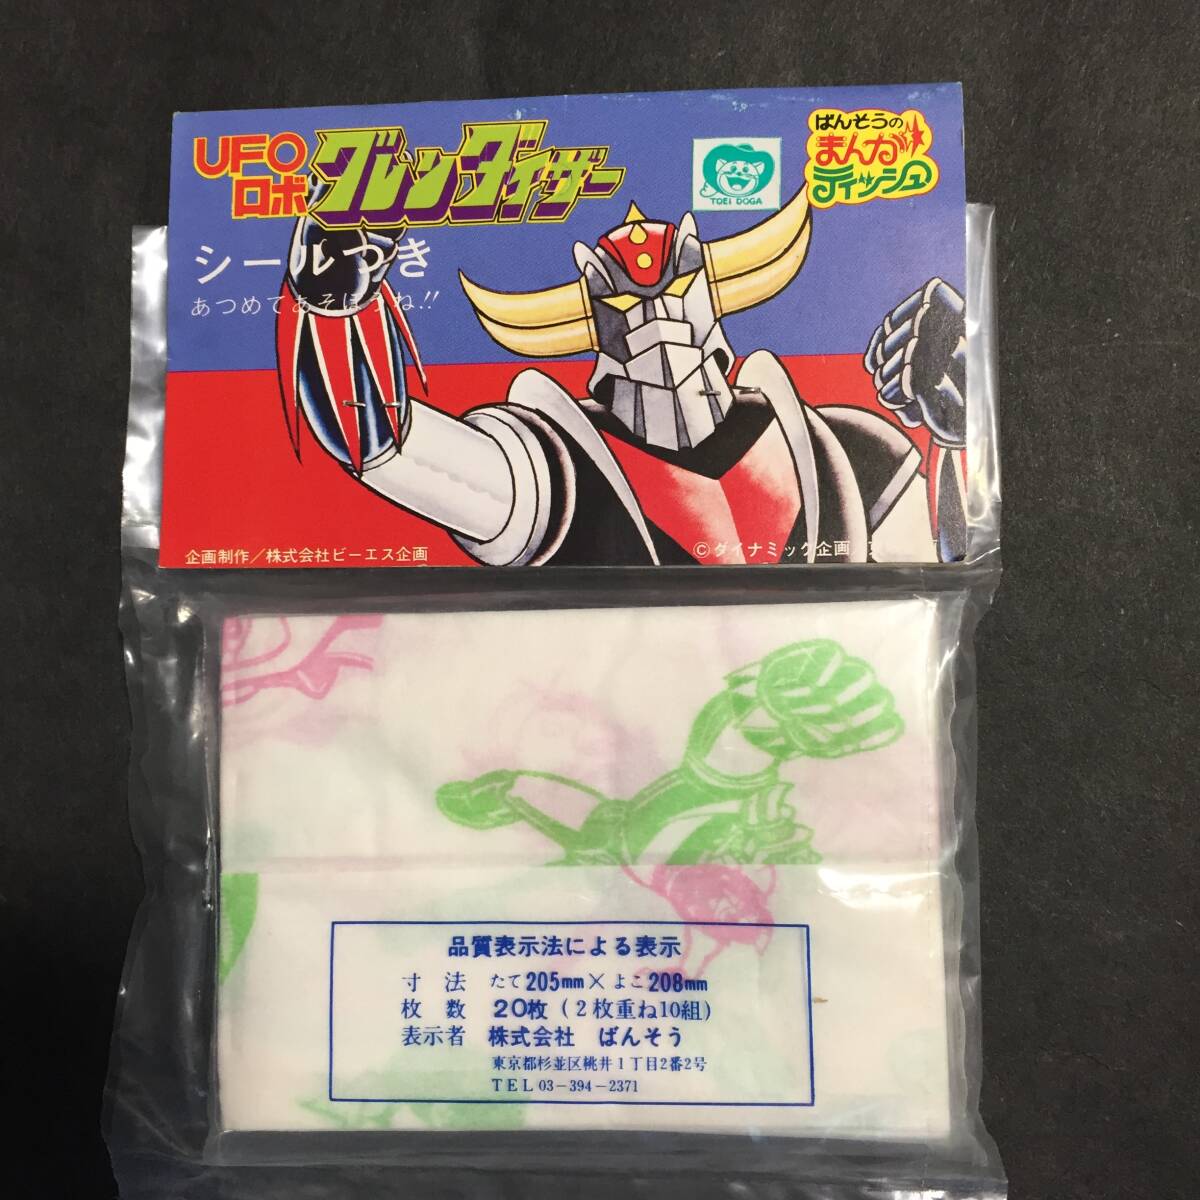 UFO
ロボ
グレンダイザー
シールつき
あつめてあそぼうね!!
TOEI DOGA
ばんそうの
まんが
ティッシュ
企画制作/株式会社ビーエス企画
©ダイナミック企画
品質表示法による表示
寸法 たて205mm×よこ208mm
枚数 20枚(2枚重ね10組)
表示者 株式会社 ばんそう
東京都杉並区桃井1丁目2番2号
TEL 03-394-2371